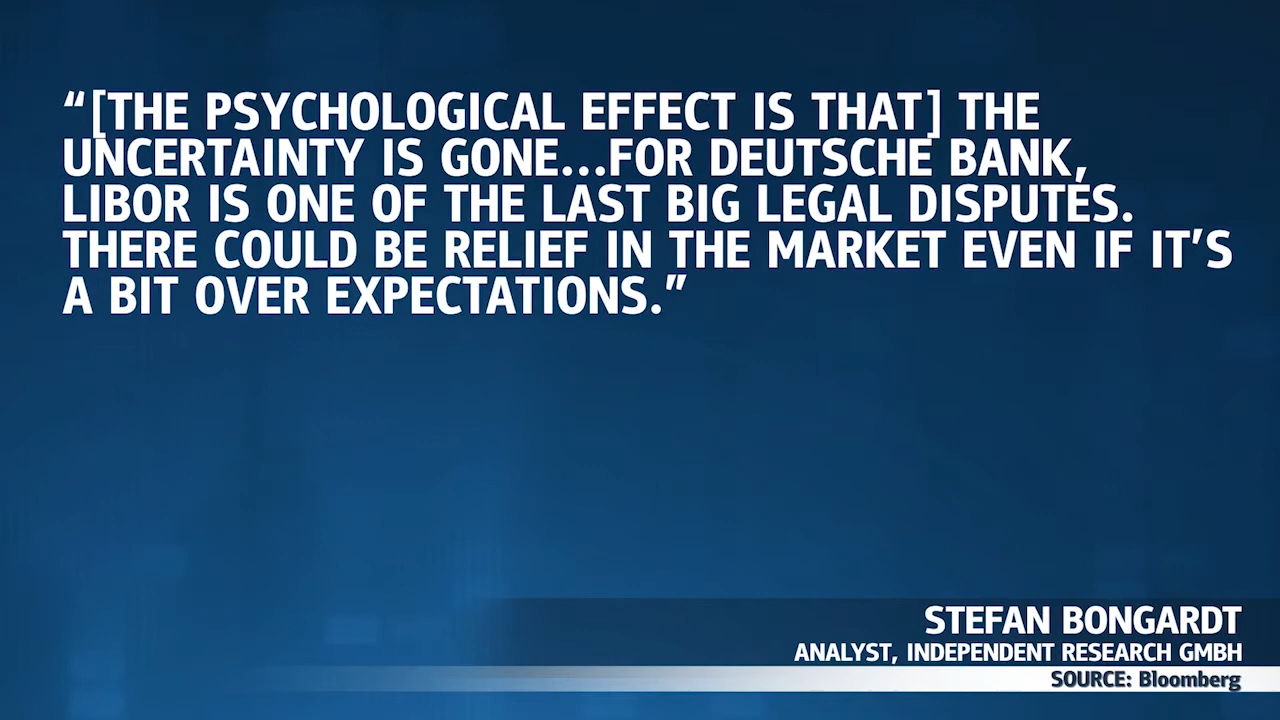 “[THE PSYCHOLOGICAL EFFECT IS THAT] THE
UNCERTAINTY IS GONE...FOR DEUTSCHE BANK,
LIBOR IS ONE OF THE LAST BIG LEGAL DISPUTES.
THERE COULD BE RELIEF IN THE MARKET EVEN IF IT’S
A BIT OVER EXPECTATIONS.”
STEFAN BONGARDT
ANALYST, INDEPENDENT RESEARCH GMBH
SOURCE: Bloomberg